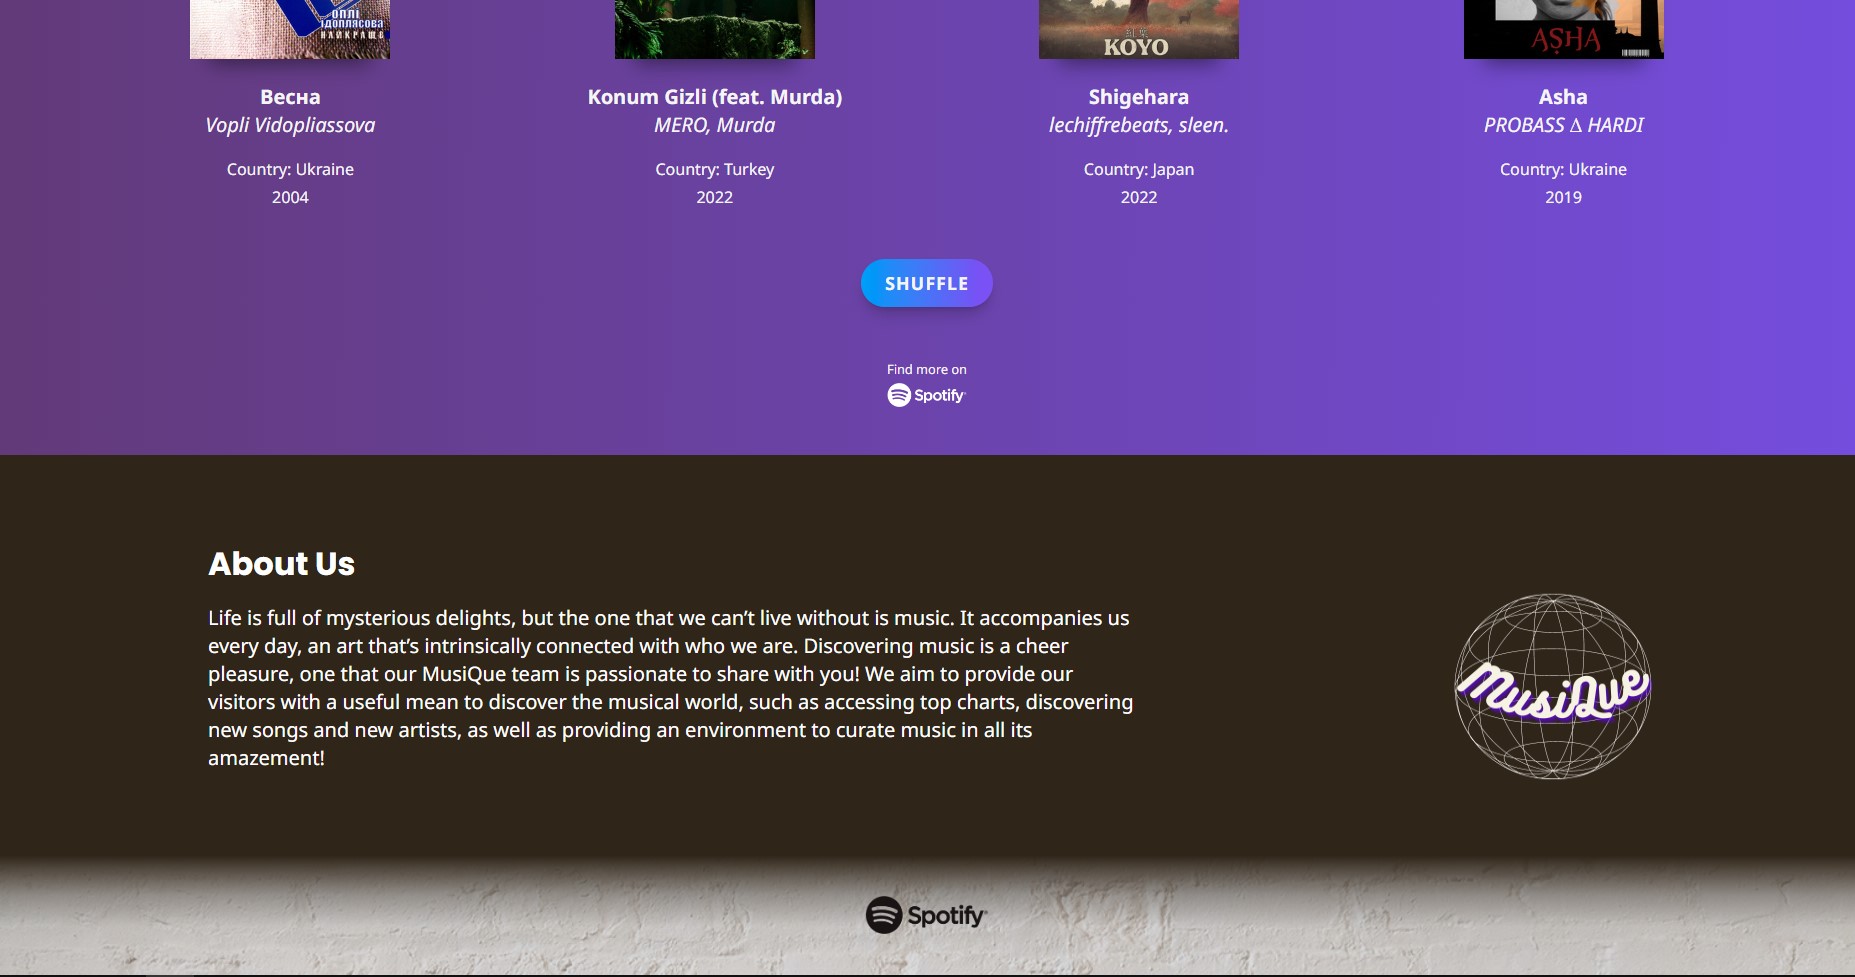 ОПЛІ
ІДОПЛЯСОВА
НАЙКРАЩЕ
紅葉
KOYO
ASHA
Весна
Vopli Vidopliassova
Country: Ukraine
2004
Konum Gizli (feat. Murda)
MERO, Murda
Country: Turkey
2022
Shigehara
lechiffrebeats, sleen.
Country: Japan
2022
Asha
PROBASS ∆ HARDI
Country: Ukraine
2019
SHUFFLE
Find more on
Spotify
About Us
Life is full of mysterious delights, but the one that we can’t live without is music. It accompanies us
every day, an art that’s intrinsically connected with who we are. Discovering music is a cheer
pleasure, one that our MusiQue team is passionate to share with you! We aim to provide our
visitors with a useful mean to discover the musical world, such as accessing top charts, discovering
new songs and new artists, as well as providing an environment to curate music in all its
amazement!
MusiQue
Spotify